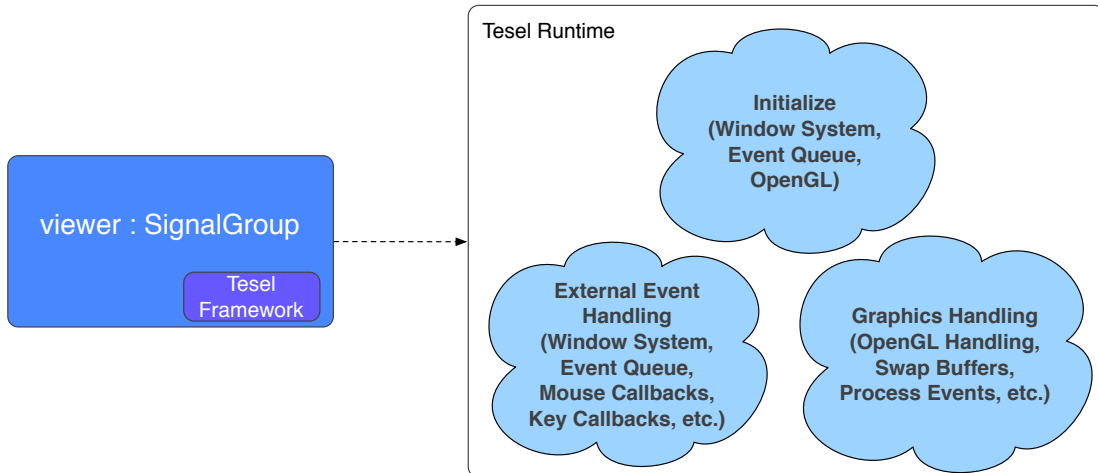 Tesel Runtime
Initialize
(Window System,
Event Queue,
OpenGL)
viewer : SignalGroup
Tesel
Framework
External Event
Handling
(Window System,
Event Queue,
Mouse Callbacks,
Key Callbacks, etc.)
Graphics Handling
(OpenGL Handling,
Swap Buffers,
Process Events, etc.)